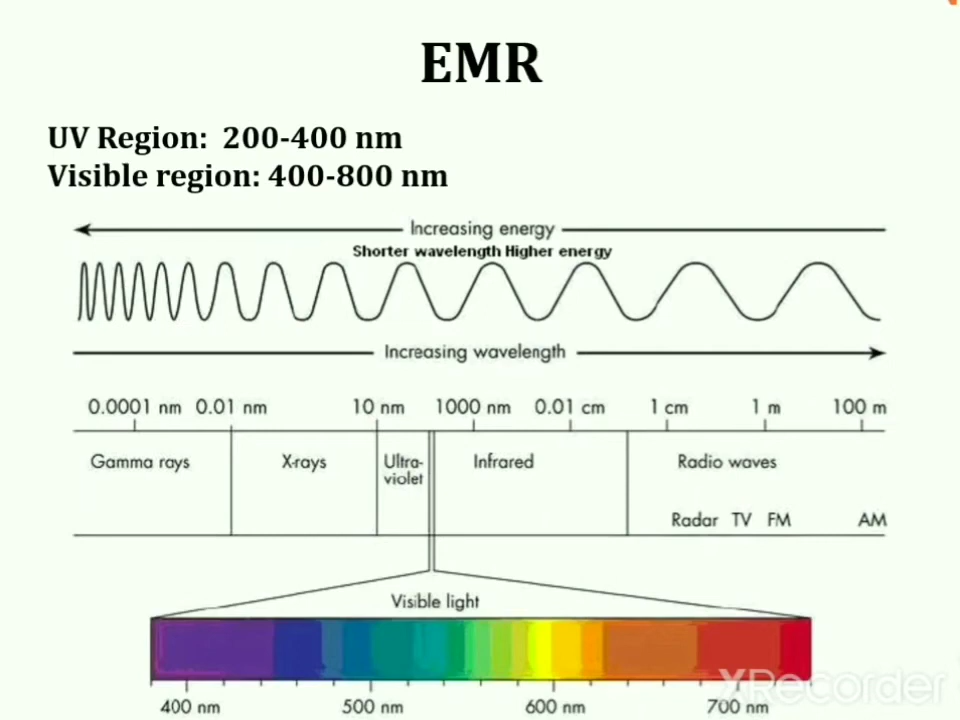 EMR
UV Region: 200-400 nm
Visible region: 400-800 nm
Increasing energy
Shorter wavelength Higher energy
Increasing wavelength
0.0001 nm 0.01 nm 10 nm 1000 nm 0.01 cm 1 cm 1 m 100 m
Gamma rays X-rays Ultra- Infrared Radio waves
violet
Radar TV FM AM
Visible light
XRecorder
400 nm 500 nm 600 nm 700 nm